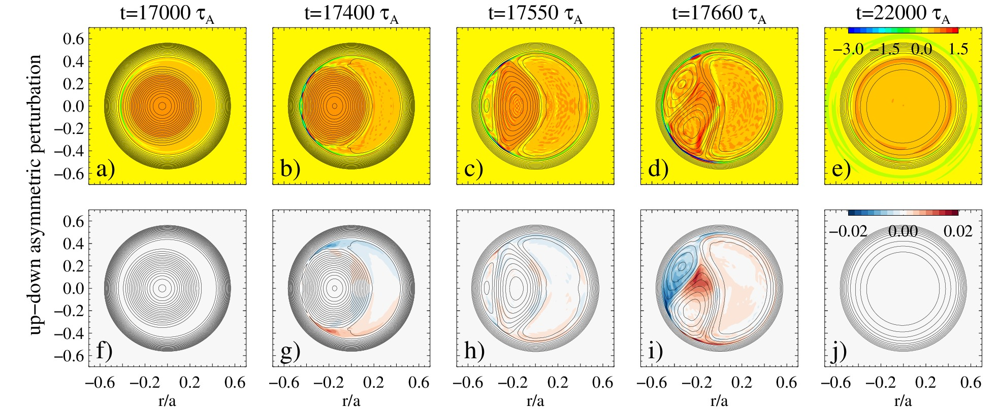 t=17000 τA t=17400 τA t=17550 τA t=17660 τA t=22000 τA
up−down asymmetric perturbation
0.6
0.4
0.2
0.0
−0.2
−0.4
−0.6
a) b) c) d) e)
−3.0 −1.5 0.0 1.5
0.6
0.4
0.2
0.0
−0.2
−0.4
−0.6
f) g) h) i) j)
−0.02 0.00 0.02
−0.6 −0.2 0.2 0.6 −0.6 −0.2 0.2 0.6 −0.6 −0.2 0.2 0.6 −0.6 −0.2 0.2 0.6 −0.6 −0.2 0.2 0.6
r/a r/a r/a r/a r/a